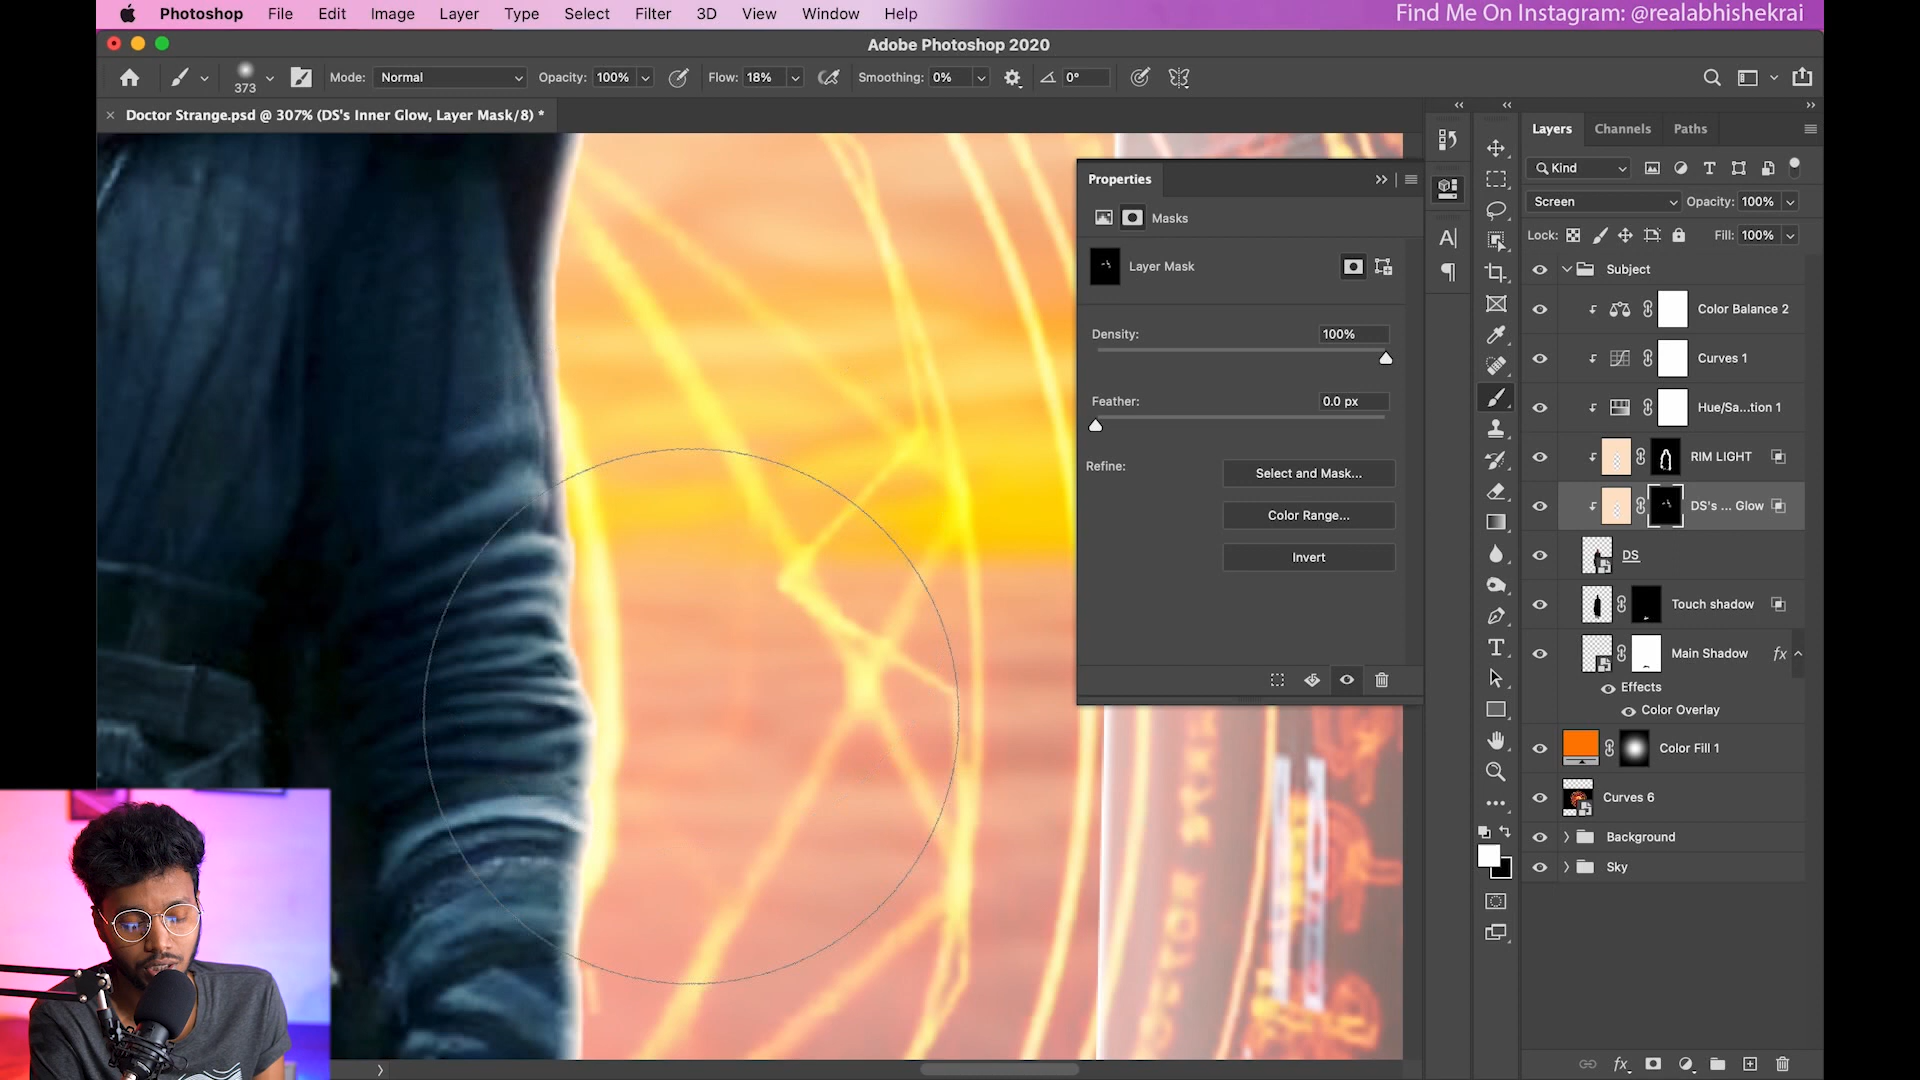 Photoshop File Edit Image Layer Type Select Filter 3D View Window Help
Find Me On Instagram: @realabhishekrai
Adobe Photoshop 2020
373 Mode: Normal Opacity: 100% Flow: 18% Smoothing: 0% 0°
Doctor Strange.psd @ 307% (DS's Inner Glow, Layer Mask/8) *
Properties
Masks
Layer Mask
Density: 100%
Feather: 0.0 px
Refine:
Select and Mask...
Color Range...
Invert
Layers Channels Paths
Kind
Screen Opacity: 100%
Lock: Fill: 100%
Subject
Color Balance 2
Curves 1
Hue/Sa...tion 1
RIM LIGHT
DS's ... Glow
DS
Touch shadow
Main Shadow fx
Effects
Color Overlay
Color Fill 1
Curves 6
Background
Sky
fx